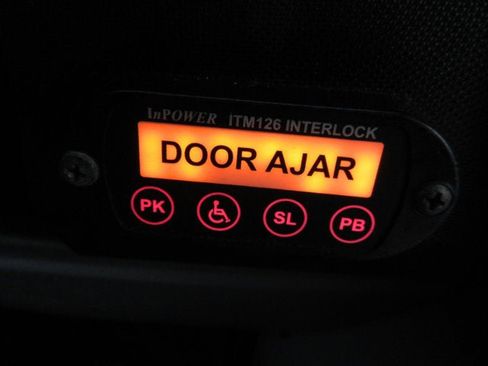 InPOWER ITM126 INTERLOCK
DOOR AJAR
PK SL PB